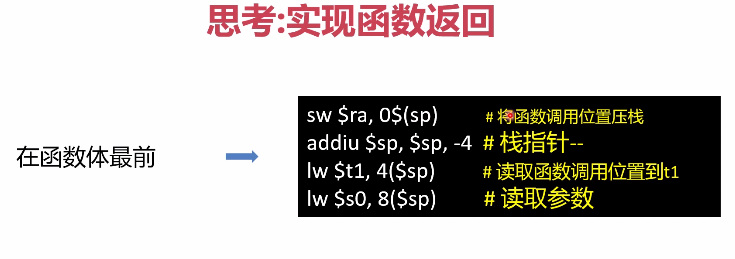 思考:实现函数返回
在函数体最前
sw $ra, 0$(sp) # 将函数调用位置压栈
addiu $sp, $sp, -4 # 栈指针--
lw $t1, 4($sp) # 读取函数调用位置到t1
lw $s0, 8($sp) # 读取参数